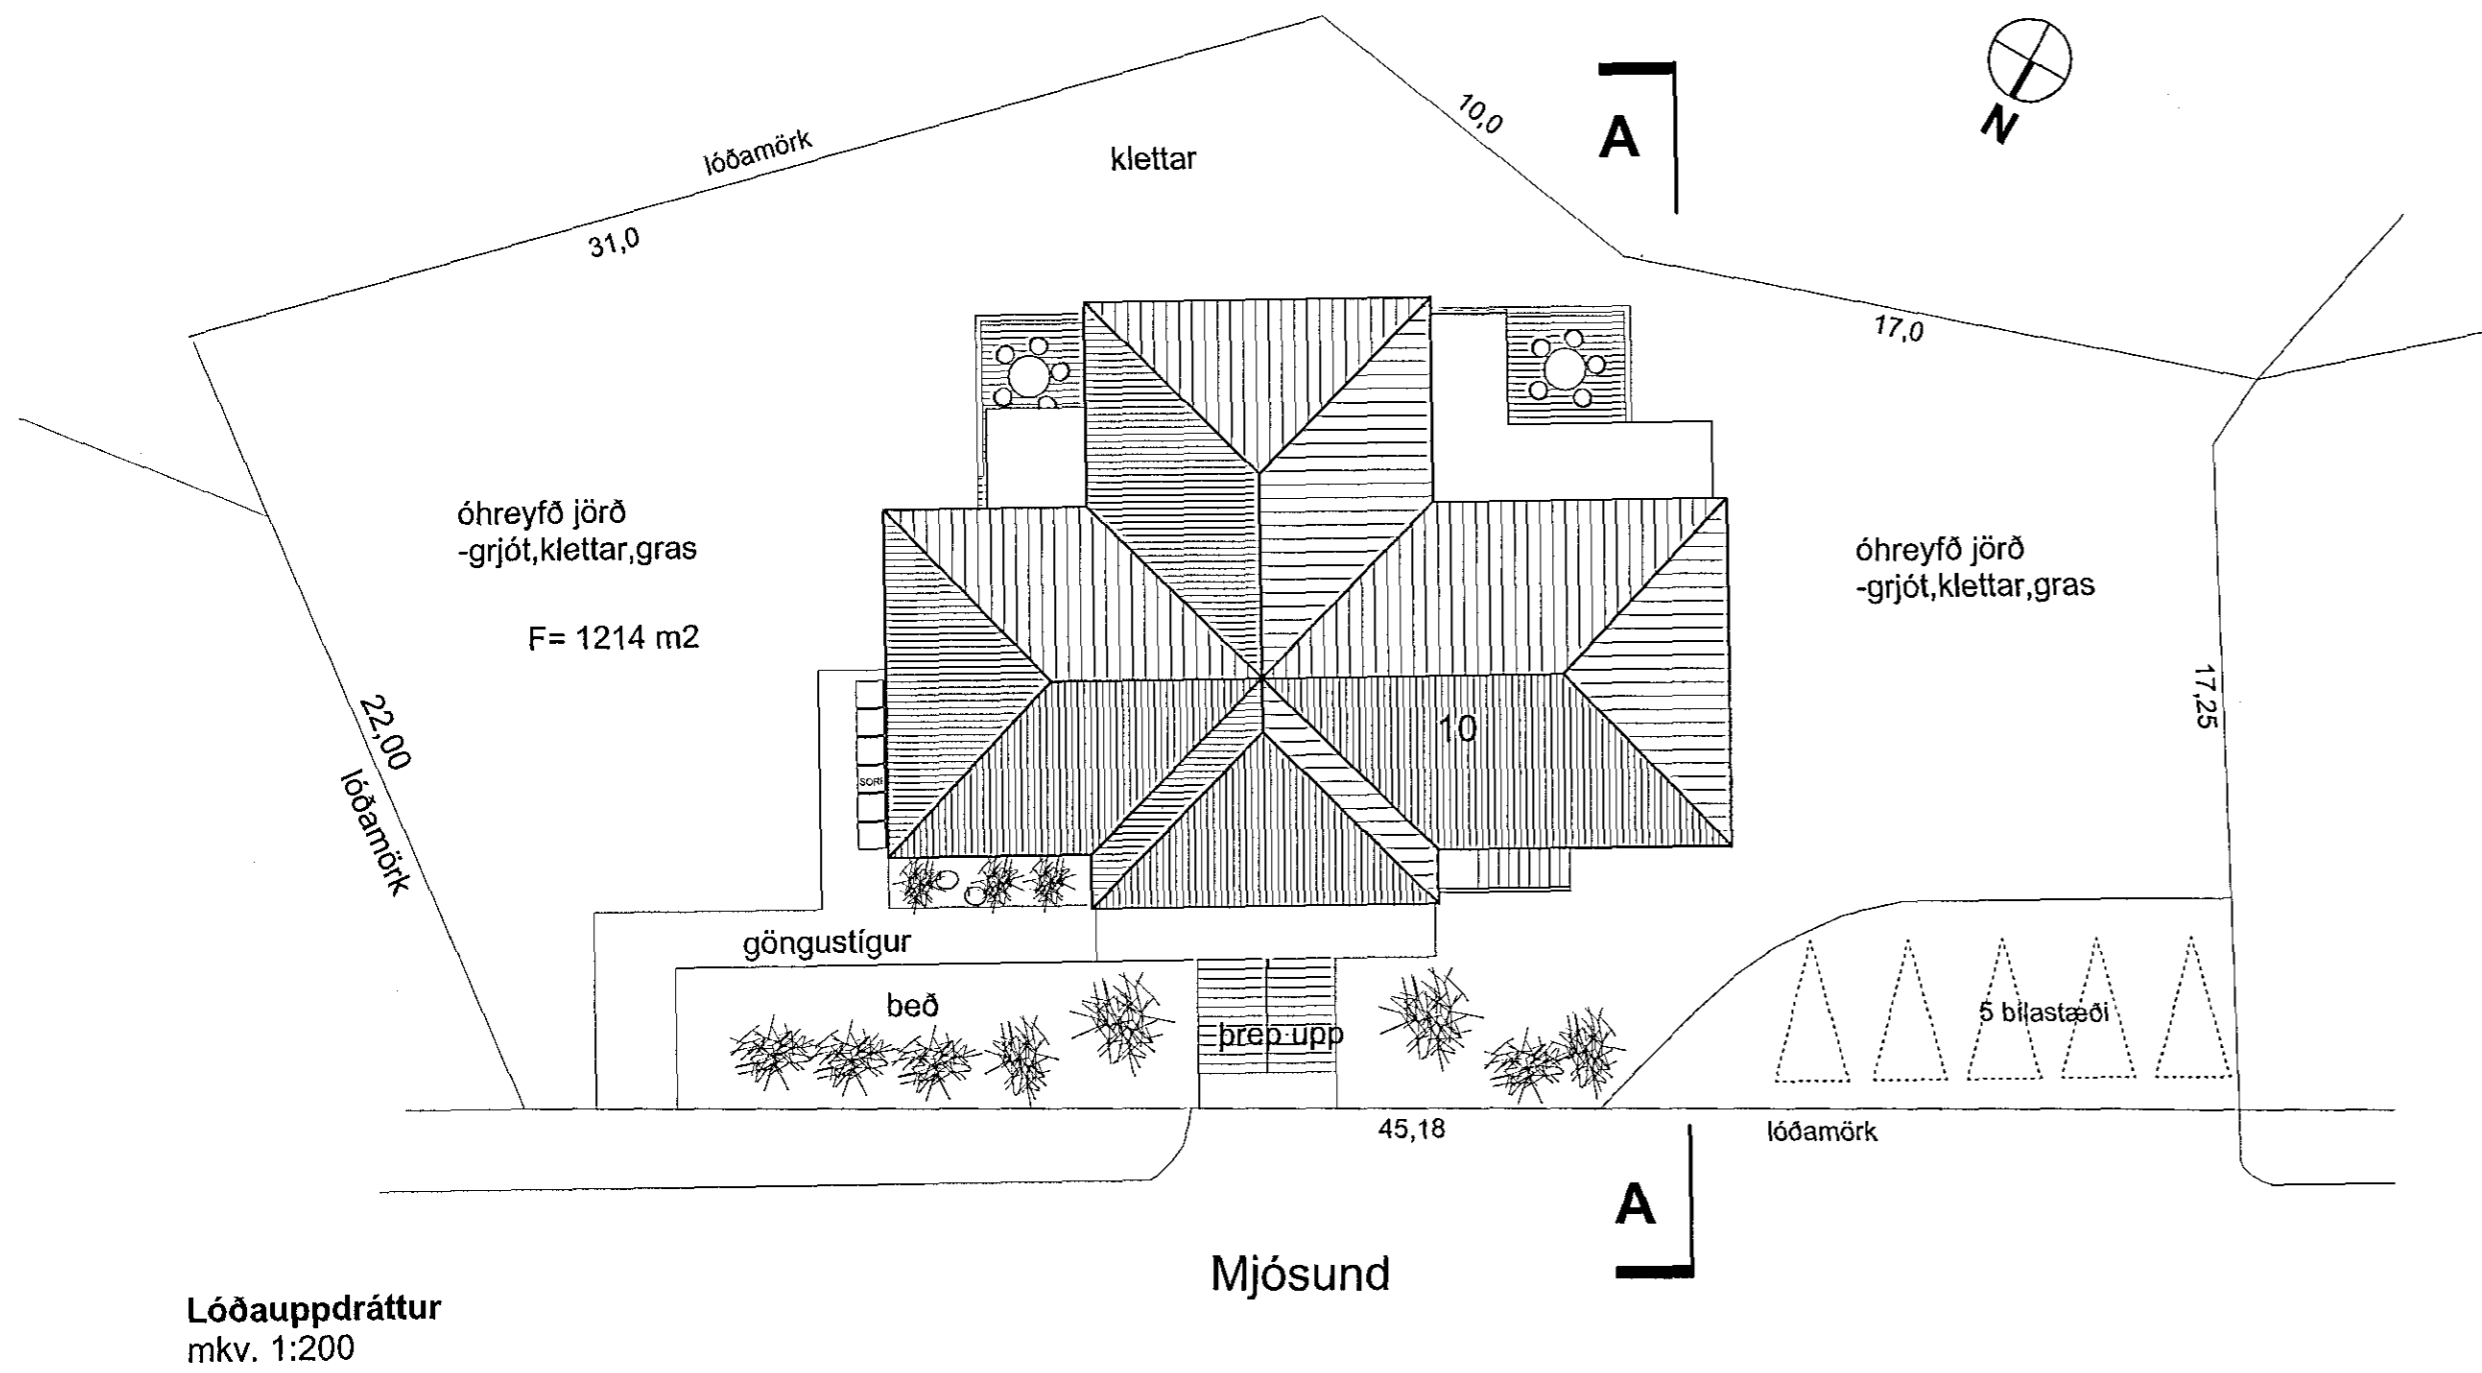 N
10,0
A
lóðamörk
klettar
31,0
17,0
óhreyfð jörð
-grjót,klettar,gras
óhreyfð jörð
-grjót,klettar,gras
F= 1214 m2
22,00
lóðamörk
17,25
10
SOR
göngustígur
beð
þrep upp
5 bílastæði
45,18
lóðamörk
A
Mjósund
Lóðauppdráttur
mkv. 1:200